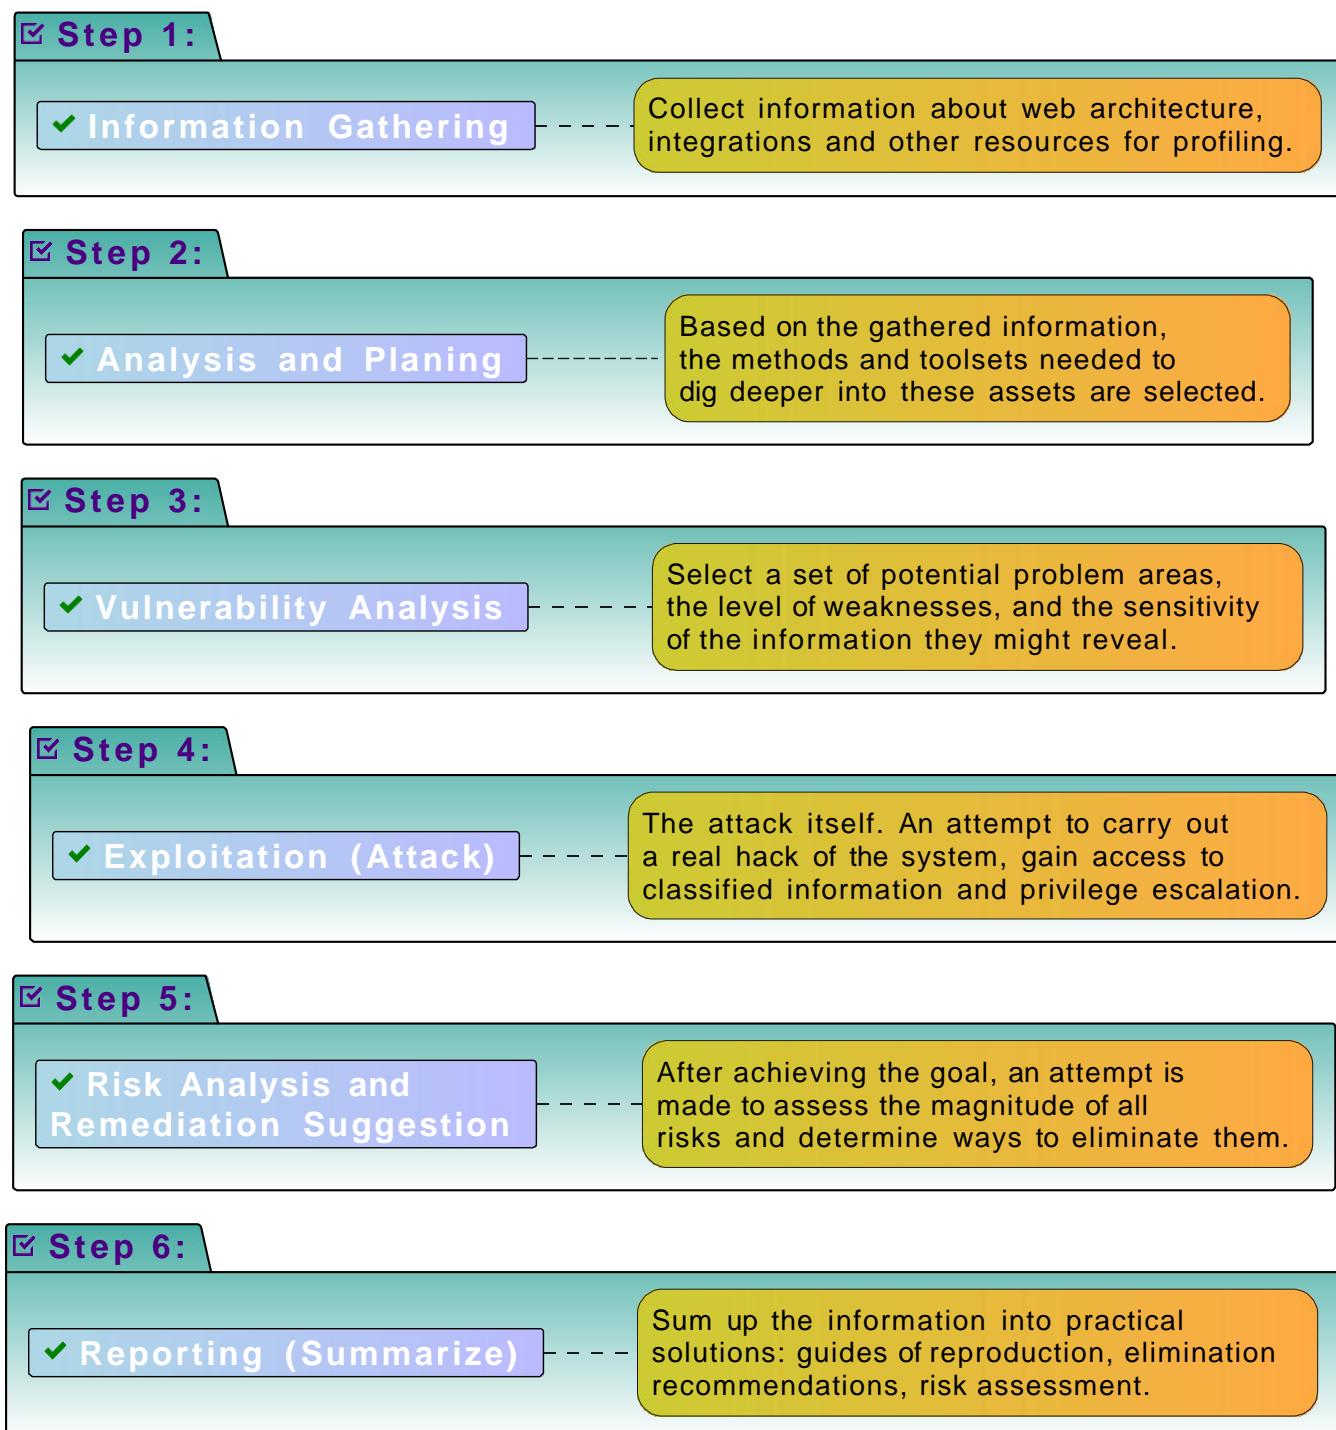 Step 1:
Information Gathering
Collect information about web architecture,
integrations and other resources for profiling.
Step 2:
Analysis and Planing
Based on the gathered information,
the methods and toolsets needed to
dig deeper into these assets are selected.
Step 3:
Vulnerability Analysis
Select a set of potential problem areas,
the level of weaknesses, and the sensitivity
of the information they might reveal.
Step 4:
Exploitation (Attack)
The attack itself. An attempt to carry out
a real hack of the system, gain access to
classified information and privilege escalation.
Step 5:
Risk Analysis and
Remediation Suggestion
After achieving the goal, an attempt is
made to assess the magnitude of all
risks and determine ways to eliminate them.
Step 6:
Reporting (Summarize)
Sum up the information into practical
solutions: guides of reproduction, elimination
recommendations, risk assessment.